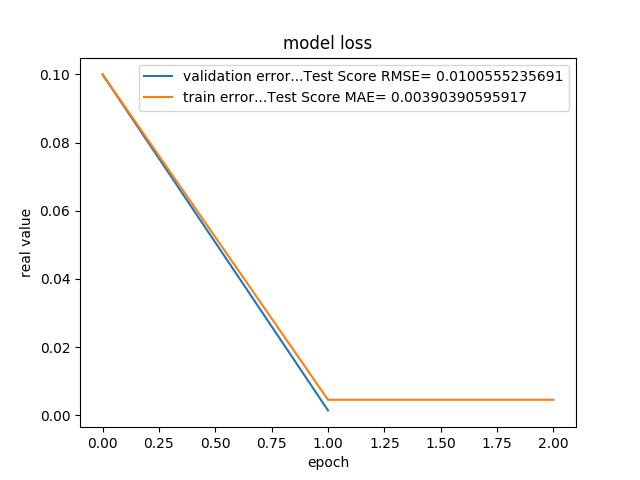 model loss
validation error...Test Score RMSE= 0.0100555235691
train error...Test Score MAE= 0.00390390595917
real value
0.10
0.08
0.06
0.04
0.02
0.00
0.00 0.25 0.50 0.75 1.00 1.25 1.50 1.75 2.00
epoch